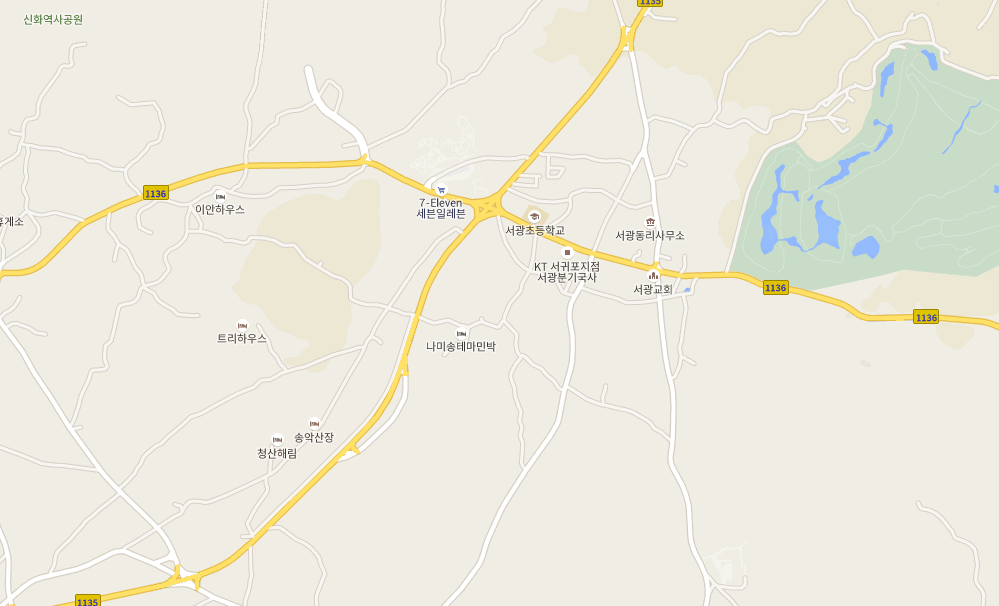 1135
신화역사공원
1136
이안하우스
7-Eleven
세븐일레븐
휴게소
서광초등학교
서광동리사무소
KT 서귀포지점
서광분기국사
서광교회
1136
1136
트리하우스
나미송테마민박
송악산장
청산해림
1135